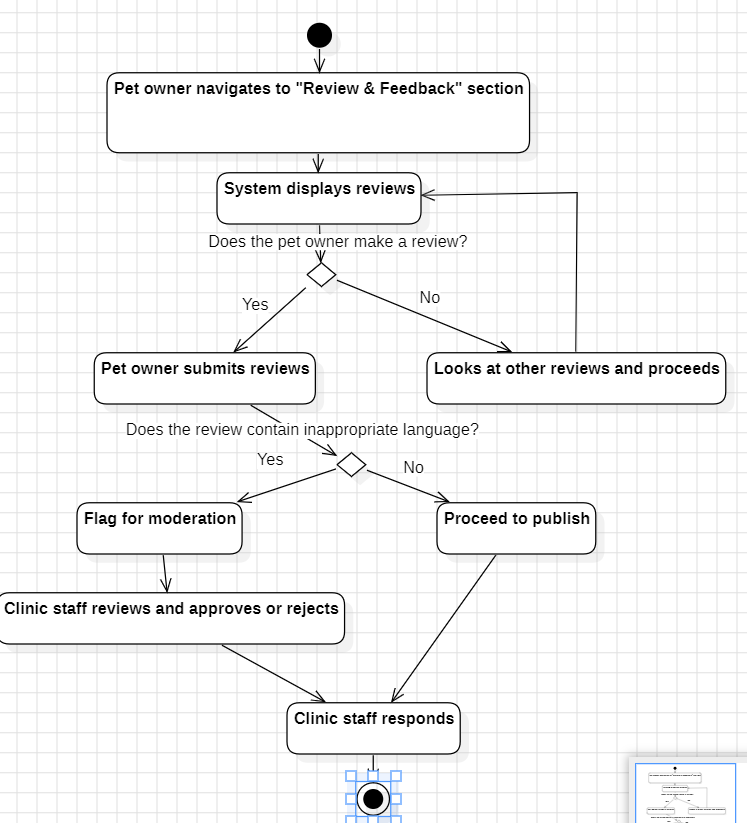 Pet owner navigates to "Review & Feedback" section
System displays reviews
Does the pet owner make a review?
Yes
No
Pet owner submits reviews
Looks at other reviews and proceeds
Does the review contain inappropriate language?
Yes
No
Flag for moderation
Proceed to publish
Clinic staff reviews and approves or rejects
Clinic staff responds